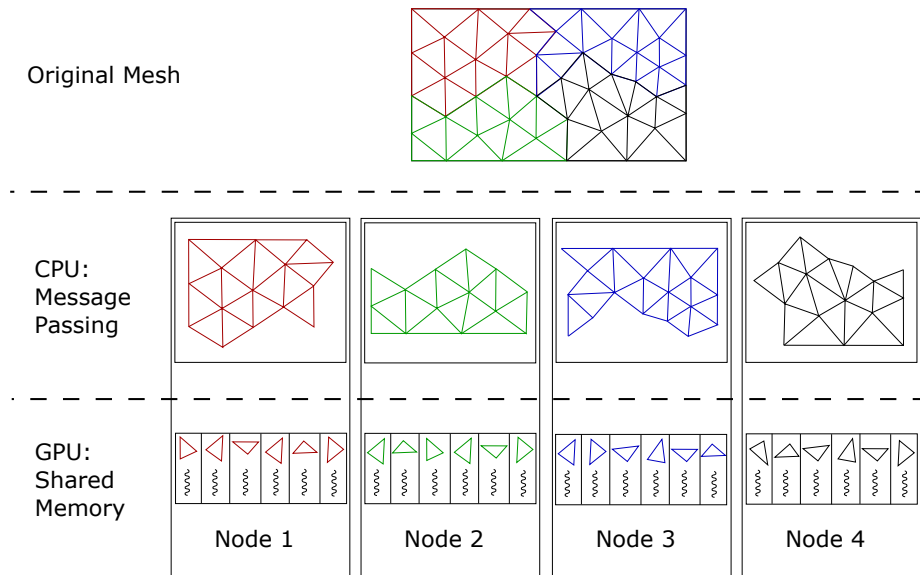 Original Mesh
CPU:
Message
Passing
GPU:
Shared
Memory
Node 1
Node 2
Node 3
Node 4